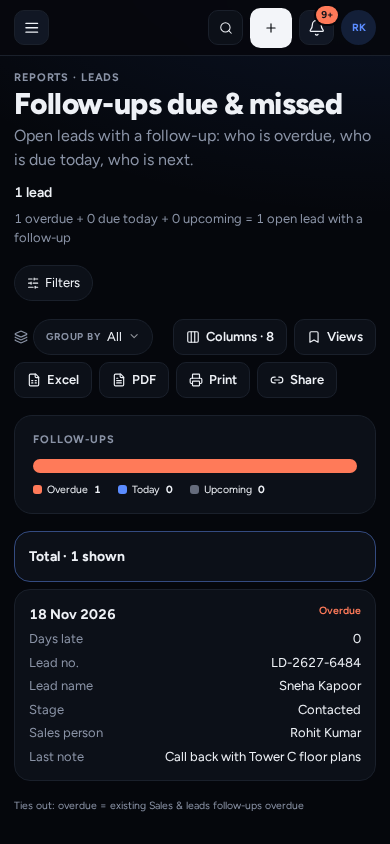 9+
RK
REPORTS · LEADS
Follow-ups due & missed
Open leads with a follow-up: who is overdue, who
is due today, who is next.
1 lead
1 overdue + 0 due today + 0 upcoming = 1 open lead with a
follow-up
Filters
GROUP BY All Columns · 8 Views
Excel PDF Print Share
FOLLOW-UPS
Overdue 1 Today 0 Upcoming 0
Total · 1 shown
18 Nov 2026 Overdue
Days late 0
Lead no. LD-2627-6484
Lead name Sneha Kapoor
Stage Contacted
Sales person Rohit Kumar
Last note Call back with Tower C floor plans
Ties out: overdue = existing Sales & leads follow-ups overdue